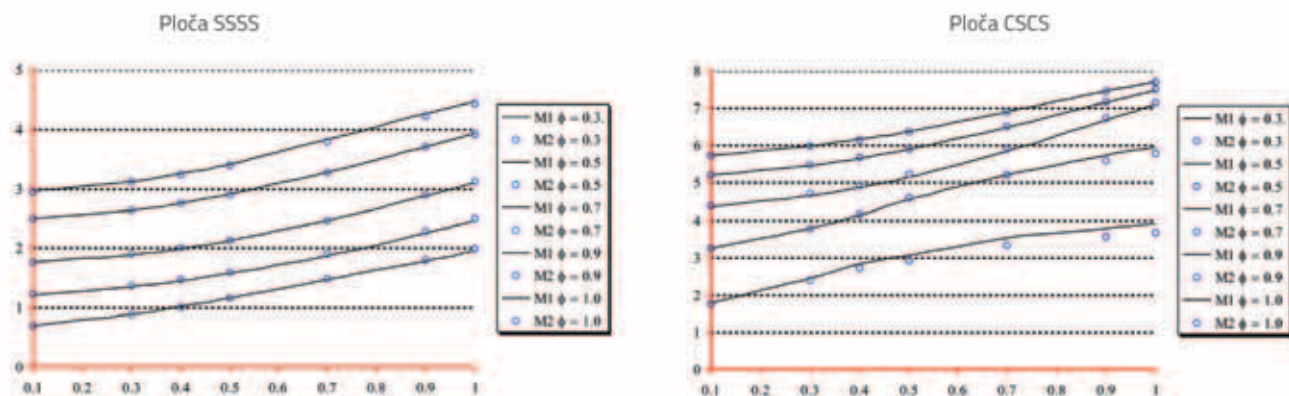 Ploča SSSS
5
4
3
2
1
0
0.1 0.2 0.3 0.4 0.5 0.6 0.7 0.8 0.9 1
M1 ϕ = 0.3.
M2 ϕ = 0.3
M1 ϕ = 0.5
M2 ϕ = 0.5
M1 ϕ = 0.7
M2 ϕ = 0.7
M1 ϕ = 0.9
M2 ϕ = 0.9
M1 ϕ = 1.0
M2 ϕ = 1.0
Ploča CSCS
8
7
6
5
4
3
2
1
0
0.1 0.2 0.3 0.4 0.5 0.6 0.7 0.8 0.9 1
M1 ϕ = 0.3.
M2 ϕ = 0.3
M1 ϕ = 0.5
M2 ϕ = 0.5
M1 ϕ = 0.7
M2 ϕ = 0.7
M1 ϕ = 0.9
M2 ϕ = 0.9
M1 ϕ = 1.0
M2 ϕ = 1.0